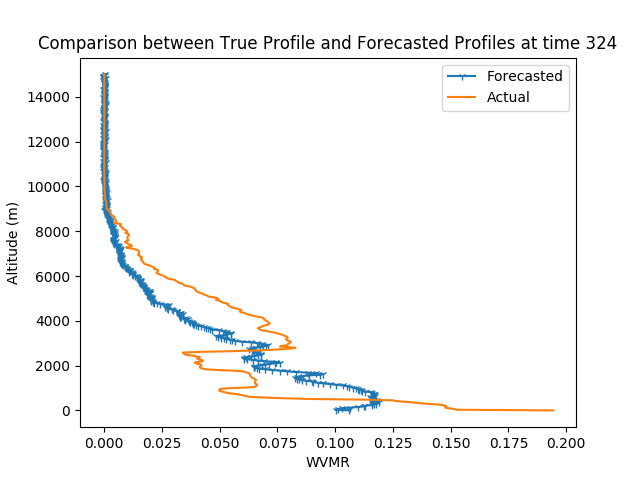 Comparison between True Profile and Forecasted Profiles at time 324
Forecasted
Actual
14000
12000
10000
8000
6000
4000
2000
0
Altitude (m)
0.000 0.025 0.050 0.075 0.100 0.125 0.150 0.175 0.200
WVMR